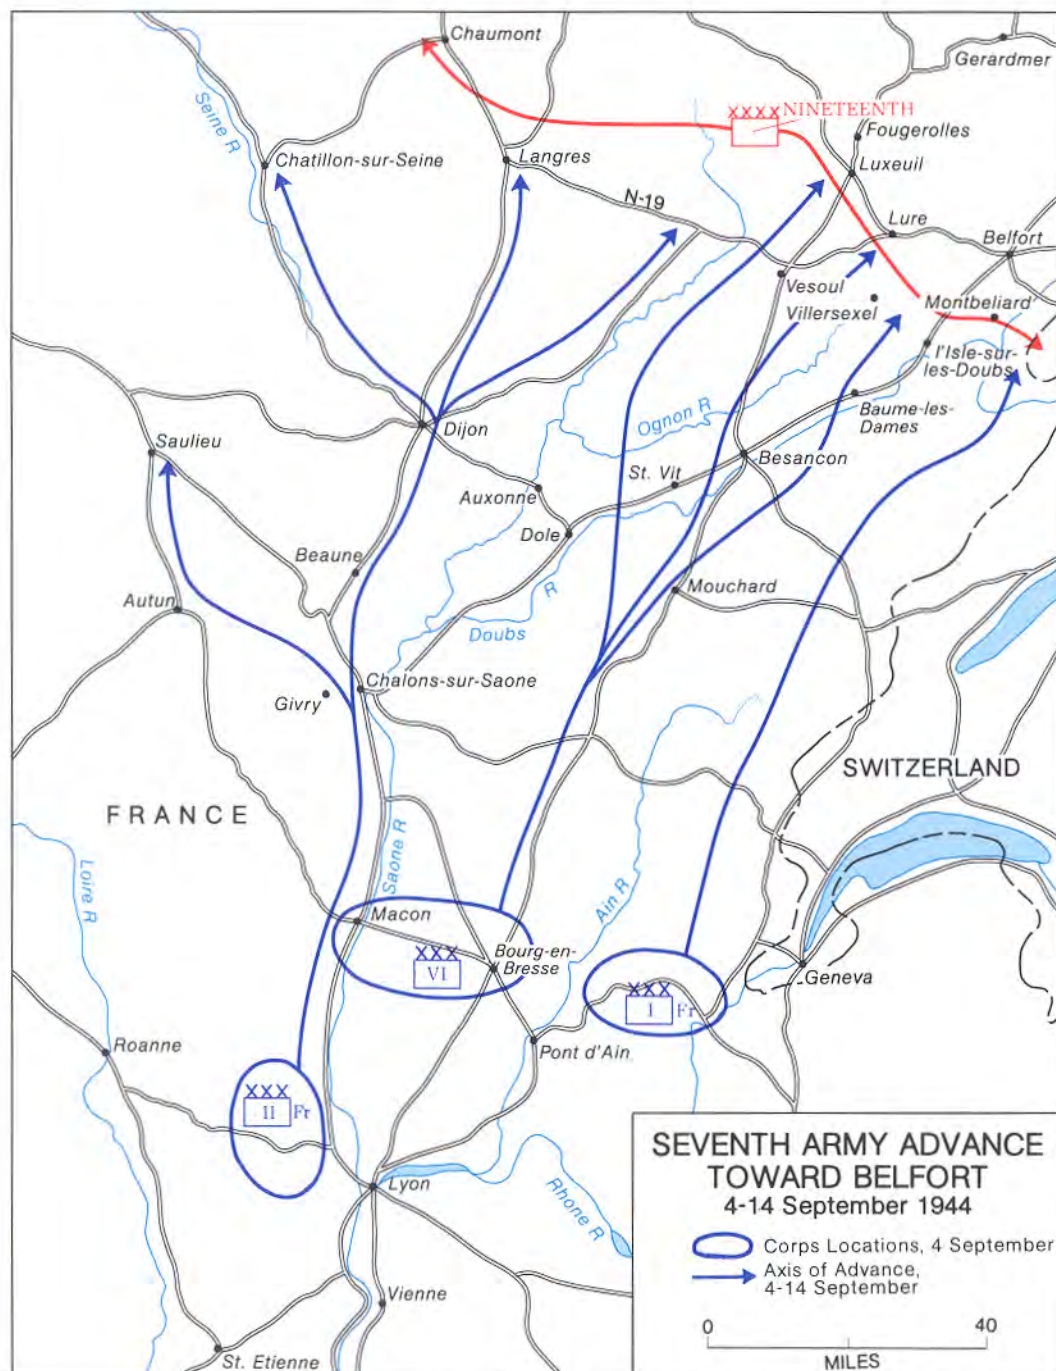 Chaumont
Gerardmer
XXXX
NINETEENTH
Seine R
Fougerolles
Chatillon-sur-Seine
Langres
Luxeuil
N-19
Lure
Belfort
Vesoul
Villersexel
Montbeliard
l'Isle-sur-
les-Doubs
Ognon R
Baume-les-
Dames
Dijon
Saulieu
Besancon
St. Vit
Auxonne
Dole
Beaune
Mouchard
Autun
Doubs
R
Chalons-sur-Saone
Givry
SWITZERLAND
FRANCE
Saone R
Loire R
Ain R
Macon
XXX
VI
Bourg-en-
Bresse
XXX
I Fr
Geneva
Roanne
Pont d'Ain
XXX
II Fr
Lyon
Rhone R
Vienne
St. Etienne
SEVENTH ARMY ADVANCE
TOWARD BELFORT
4-14 September 1944
Corps Locations, 4 September
Axis of Advance,
4-14 September
0 40
MILES